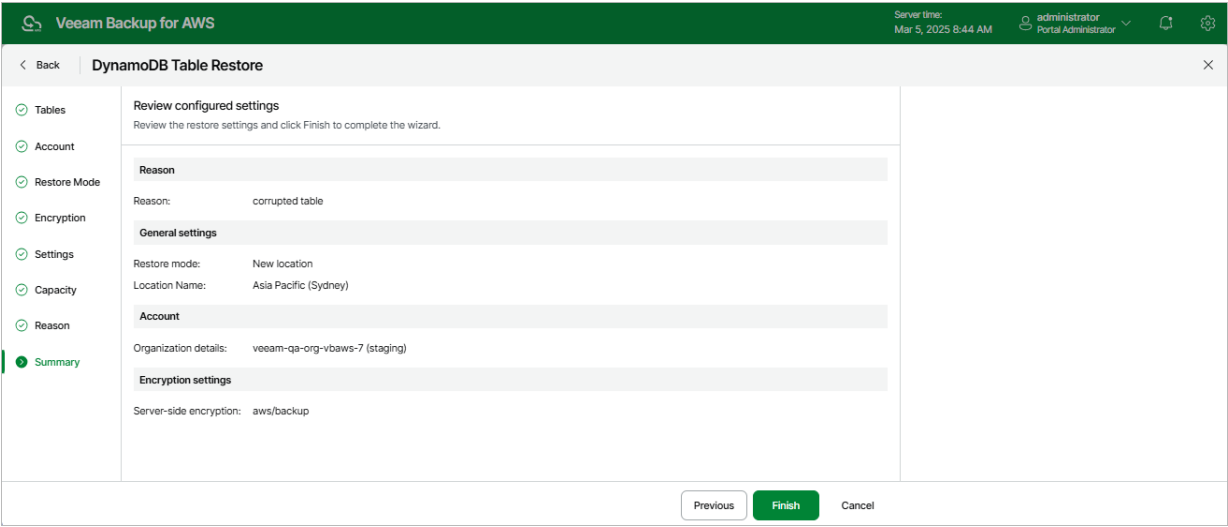 Veeam Backup for AWS
Server time:
Mar 5, 2025 8:44 AM
administrator
Portal Administrator
Back
DynamoDB Table Restore
Tables
Account
Restore Mode
Encryption
Settings
Capacity
Reason
Summary
Review configured settings
Review the restore settings and click Finish to complete the wizard.
Reason
Reason: corrupted table
General settings
Restore mode: New location
Location Name: Asia Pacific (Sydney)
Account
Organization details: veeam-qa-org-vbaws-7 (staging)
Encryption settings
Server-side encryption: aws/backup
Previous Finish Cancel